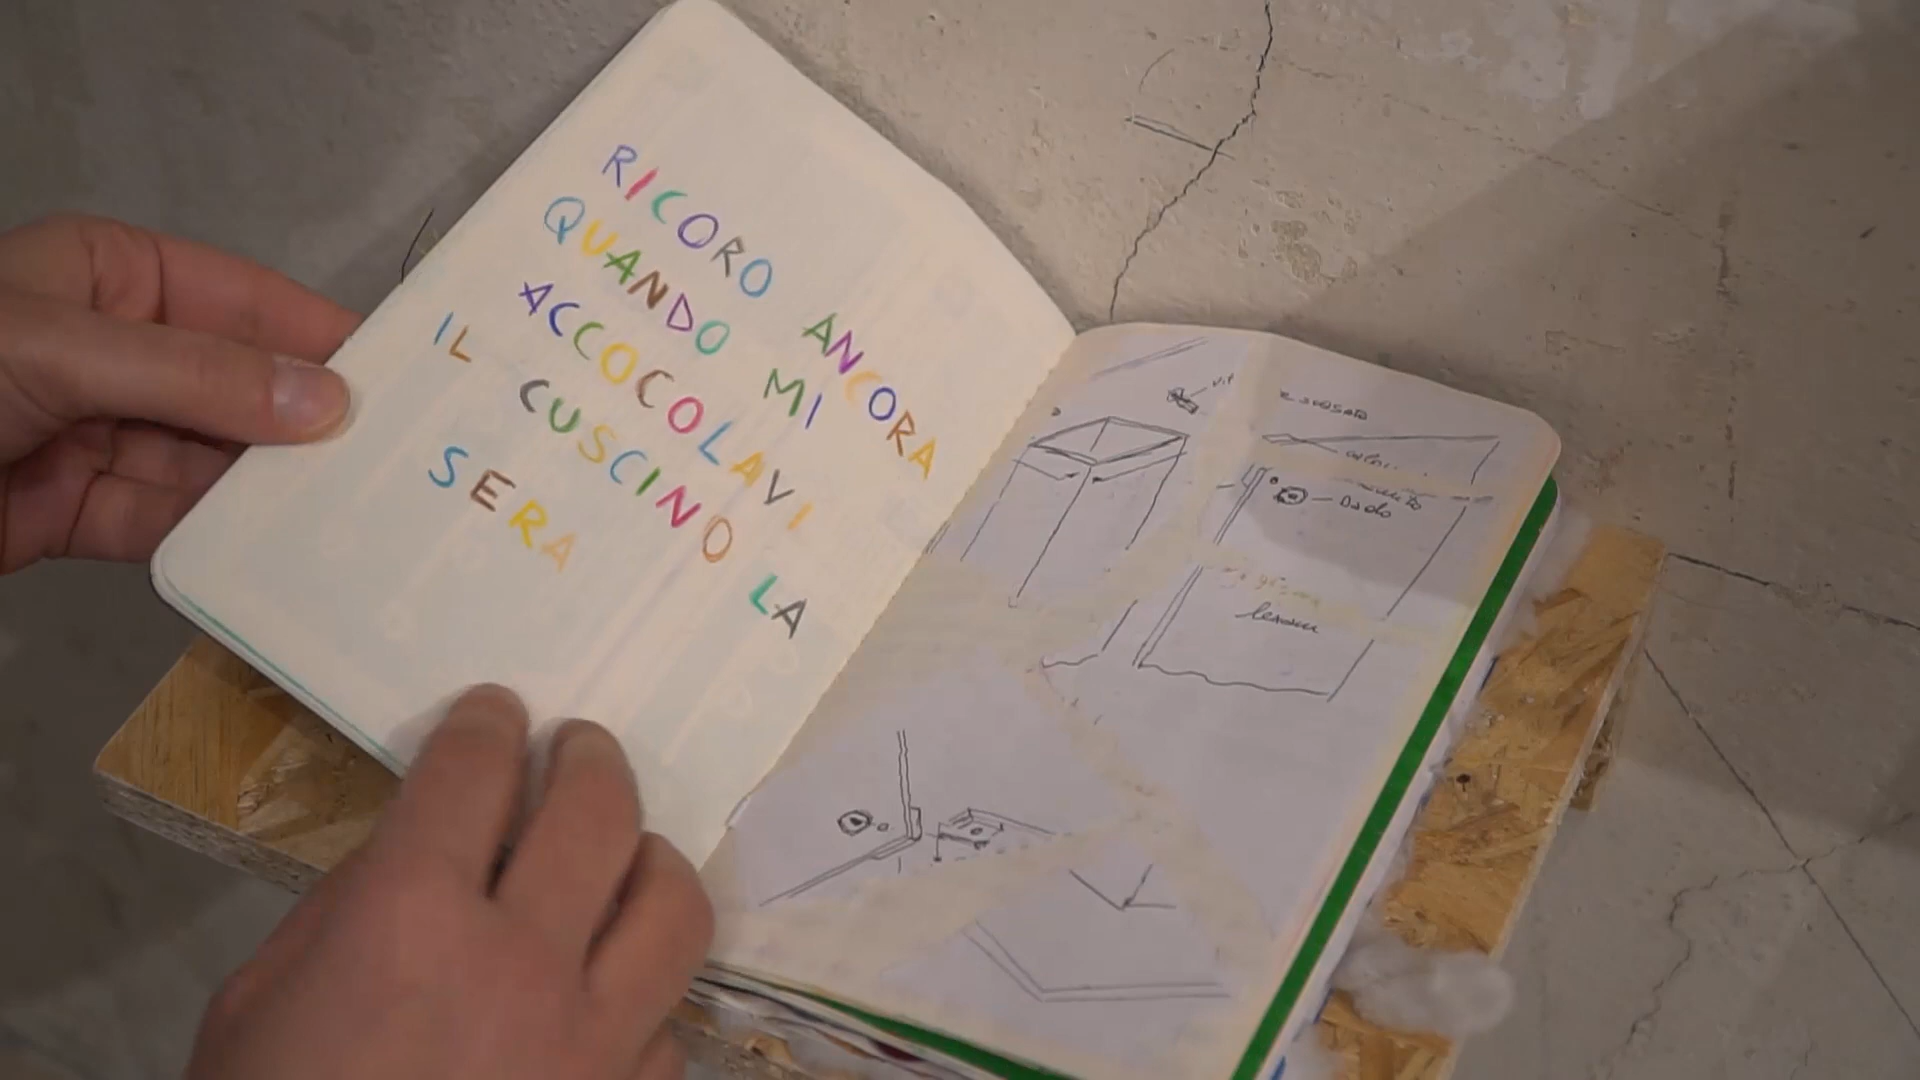 RICORO ANCORA
QUANDO MI
ACCOCOLAVI
IL CUSCINO LA
SERA
Dado